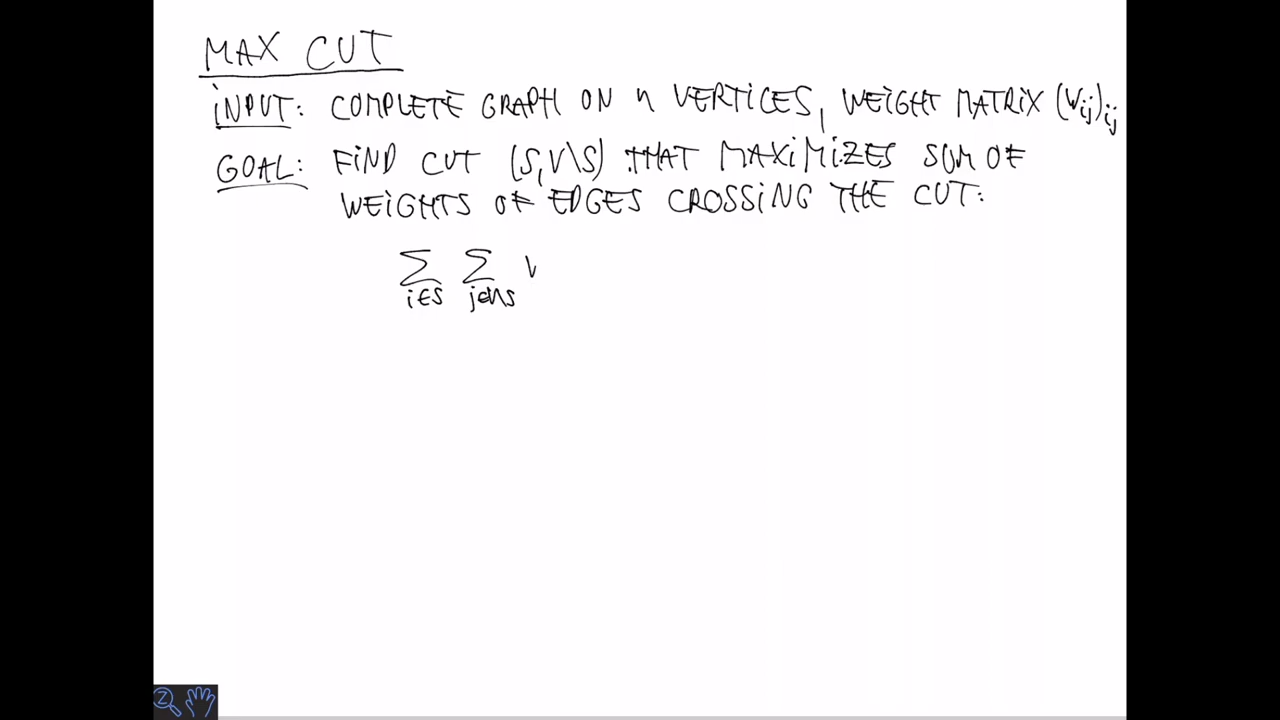 MAX CUT
INPUT: COMPLETE GRAPH ON n VERTICES, WEIGHT MATRIX (Wij)ij
GOAL: FIND CUT (S,V\S) THAT MAXIMIZES SUM OF
WEIGHTS OF EDGES CROSSING THE CUT:
∑ ∑
i∈S j∈V\S